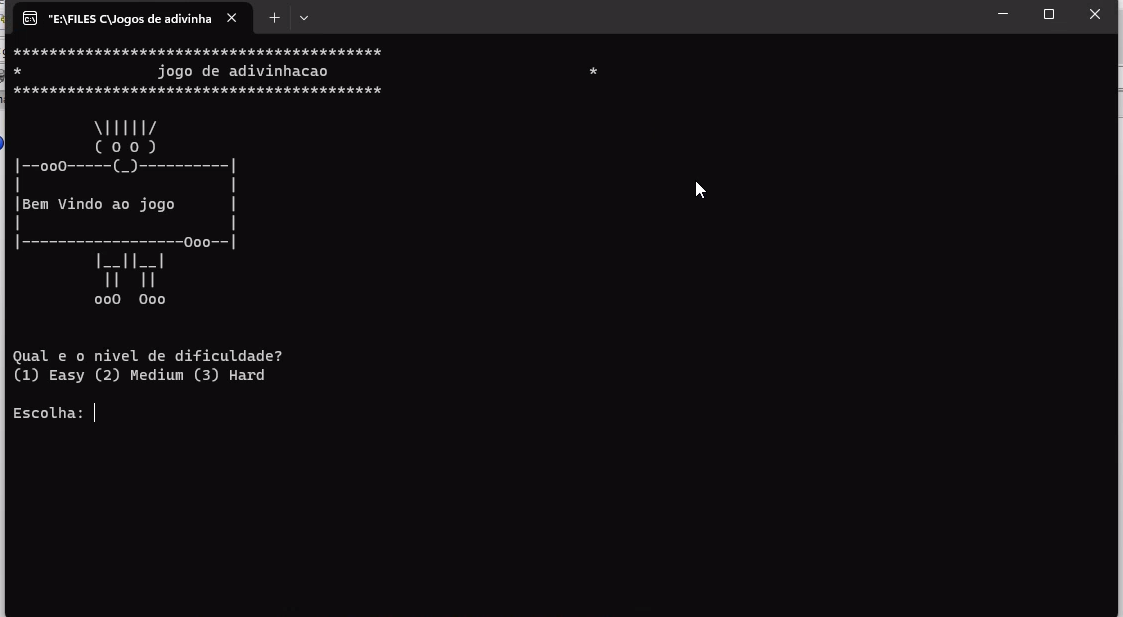 "E:\FILES C\Jogos de adivinha
*****************************************
*               jogo de adivinhacao                             *
*****************************************
         \|||||/
         ( O O )
|--ooO-----(_)----------|
|                       |
|Bem Vindo ao jogo      |
|                       |
|------------------Ooo--|
         |__||__|
          ||  ||
         ooO  Ooo
Qual e o nivel de dificuldade?
(1) Easy (2) Medium (3) Hard
Escolha: